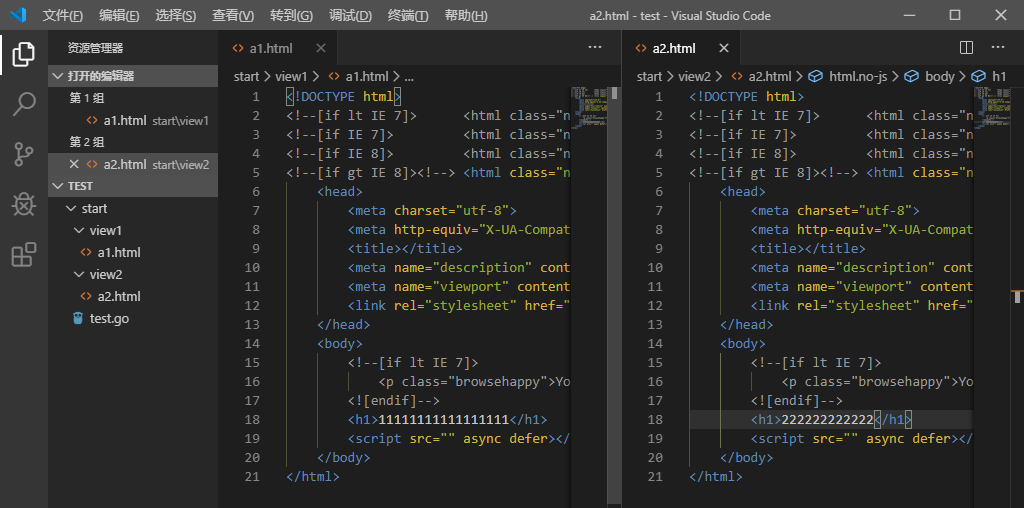 文件(F) 编辑(E) 选择(S) 查看(V) 转到(G) 调试(D) 终端(T) 帮助(H) a2.html - test - Visual Studio Code
资源管理器
打开的编辑器
第 1 组
a1.html start\view1
第 2 组
a2.html start\view2
TEST
start
view1
a1.html
view2
a2.html
test.go
a1.html
start > view1 > a1.html > ...
1 <!DOCTYPE html>
2 <!--[if lt IE 7]> <html class="n
3 <!--[if IE 7]> <html class="n
4 <!--[if IE 8]> <html class="n
5 <!--[if gt IE 8]><!--> <html class="n
6 <head>
7 <meta charset="utf-8">
8 <meta http-equiv="X-UA-Compat
9 <title></title>
10 <meta name="description" cont
11 <meta name="viewport" content
12 <link rel="stylesheet" href="
13 </head>
14 <body>
15 <!--[if lt IE 7]>
16 <p class="browsehappy">Yo
17 <![endif]-->
18 <h1>11111111111111111</h1>
19 <script src="" async defer></
20 </body>
21 </html>
a2.html
start > view2 > a2.html > html.no-js > body > h1
1 <!DOCTYPE html>
2 <!--[if lt IE 7]> <html class="n
3 <!--[if IE 7]> <html class="n
4 <!--[if IE 8]> <html class="n
5 <!--[if gt IE 8]><!--> <html class="n
6 <head>
7 <meta charset="utf-8">
8 <meta http-equiv="X-UA-Compat
9 <title></title>
10 <meta name="description" cont
11 <meta name="viewport" content
12 <link rel="stylesheet" href="
13 </head>
14 <body>
15 <!--[if lt IE 7]>
16 <p class="browsehappy">Yo
17 <![endif]-->
18 <h1>222222222222</h1>
19 <script src="" async defer></
20 </body>
21 </html>